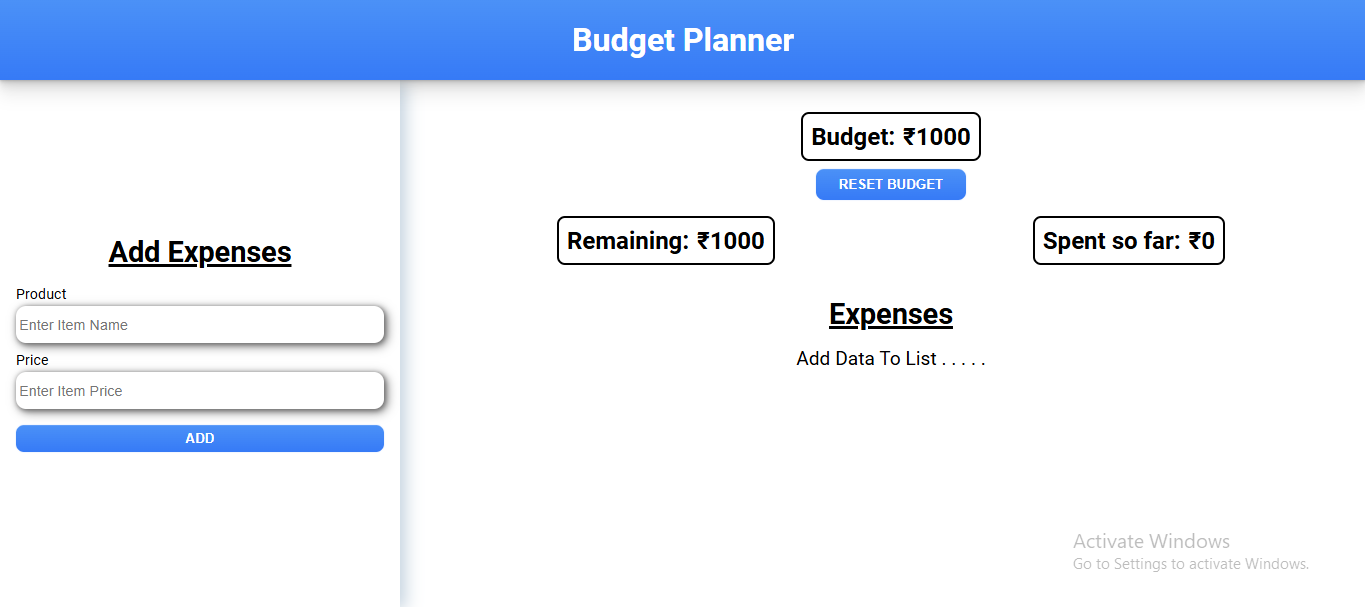 Budget Planner
Add Expenses
Product
Enter Item Name
Price
Enter Item Price
ADD
Budget: ₹1000
RESET BUDGET
Remaining: ₹1000
Spent so far: ₹0
Expenses
Add Data To List . . . . .
Activate Windows
Go to Settings to activate Windows.